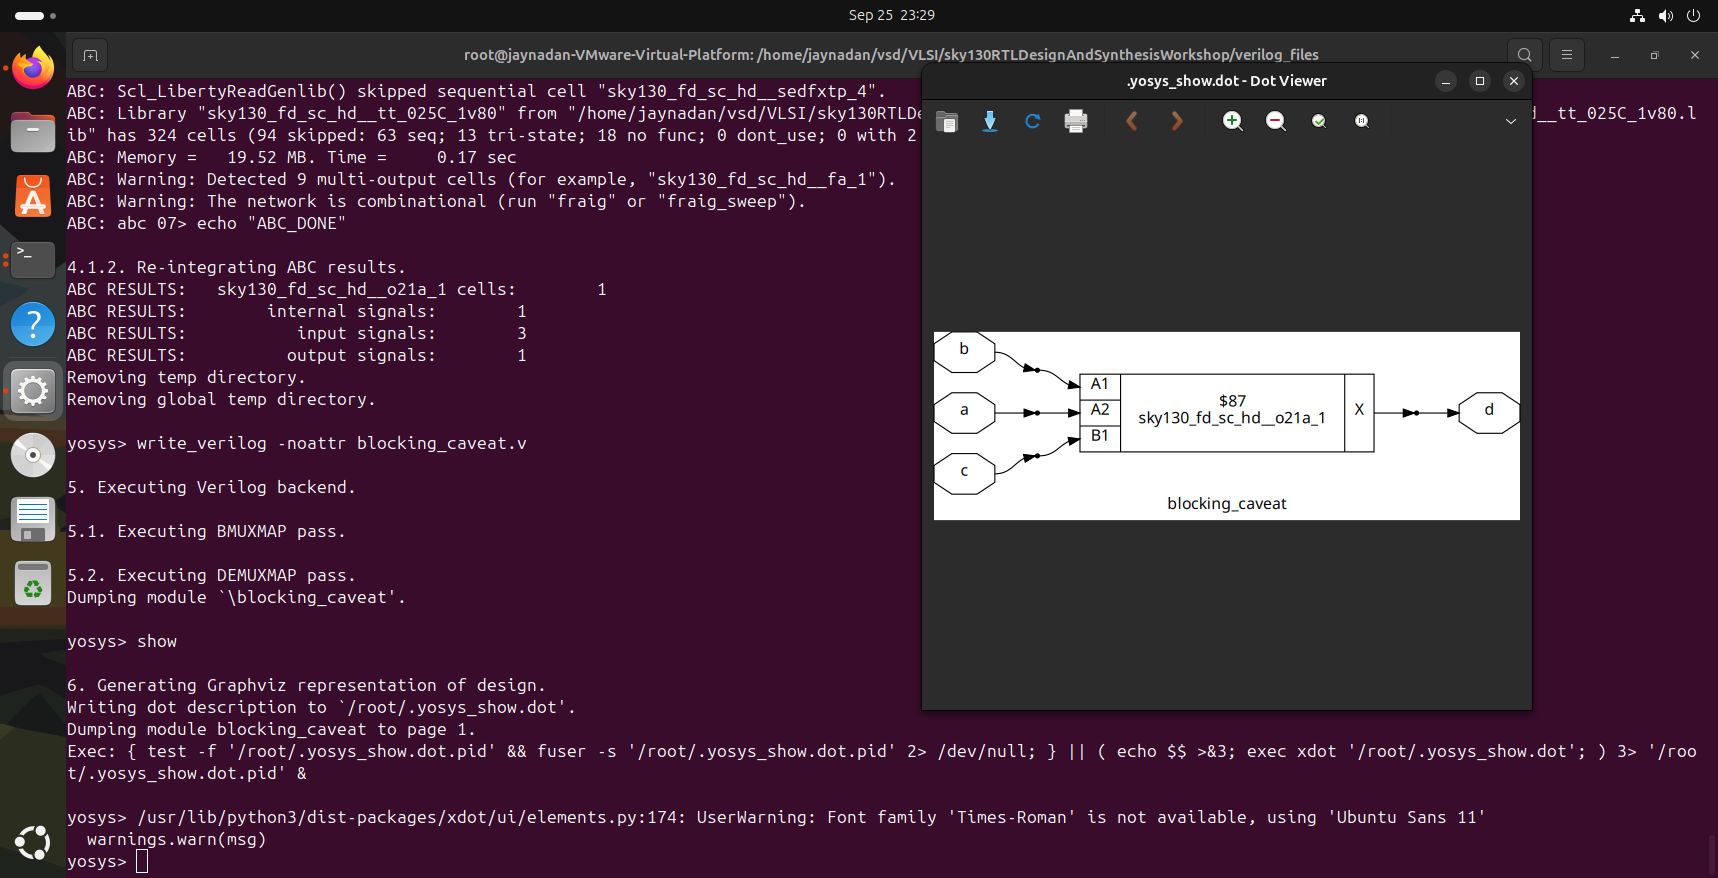 Sep 25  23:29
root@jaynadan-VMware-Virtual-Platform: /home/jaynadan/vsd/VLSI/sky130RTLDesignAndSynthesisWorkshop/verilog_files
ABC: Scl_LibertyReadGenlib() skipped sequential cell "sky130_fd_sc_hd__sedfxtp_4".
ABC: Library "sky130_fd_sc_hd__tt_025C_1v80" from "/home/jaynadan/vsd/VLSI/sky130RTLDe d__tt_025C_1v80.l
ib" has 324 cells (94 skipped: 63 seq; 13 tri-state; 18 no func; 0 dont_use; 0 with 2
ABC: Memory =   19.52 MB. Time =     0.17 sec
ABC: Warning: Detected 9 multi-output cells (for example, "sky130_fd_sc_hd__fa_1").
ABC: Warning: The network is combinational (run "fraig" or "fraig_sweep").
ABC: abc 07> echo "ABC_DONE"
4.1.2. Re-integrating ABC results.
ABC RESULTS:   sky130_fd_sc_hd__o21a_1 cells:        1
ABC RESULTS:        internal signals:        1
ABC RESULTS:           input signals:        3
ABC RESULTS:          output signals:        1
Removing temp directory.
Removing global temp directory.
yosys> write_verilog -noattr blocking_caveat.v
5. Executing Verilog backend.
5.1. Executing BMUXMAP pass.
5.2. Executing DEMUXMAP pass.
Dumping module `\blocking_caveat'.
yosys> show
6. Generating Graphviz representation of design.
Writing dot description to `/root/.yosys_show.dot'.
Dumping module blocking_caveat to page 1.
Exec: { test -f '/root/.yosys_show.dot.pid' && fuser -s '/root/.yosys_show.dot.pid' 2> /dev/null; } || ( echo $$ >&3; exec xdot '/root/.yosys_show.dot'; ) 3> '/roo
t/.yosys_show.dot.pid' &
yosys> /usr/lib/python3/dist-packages/xdot/ui/elements.py:174: UserWarning: Font family 'Times-Roman' is not available, using 'Ubuntu Sans 11'
  warnings.warn(msg)
yosys>
.yosys_show.dot - Dot Viewer
b
a
c
A1
A2
B1
$87
sky130_fd_sc_hd__o21a_1
X
d
blocking_caveat